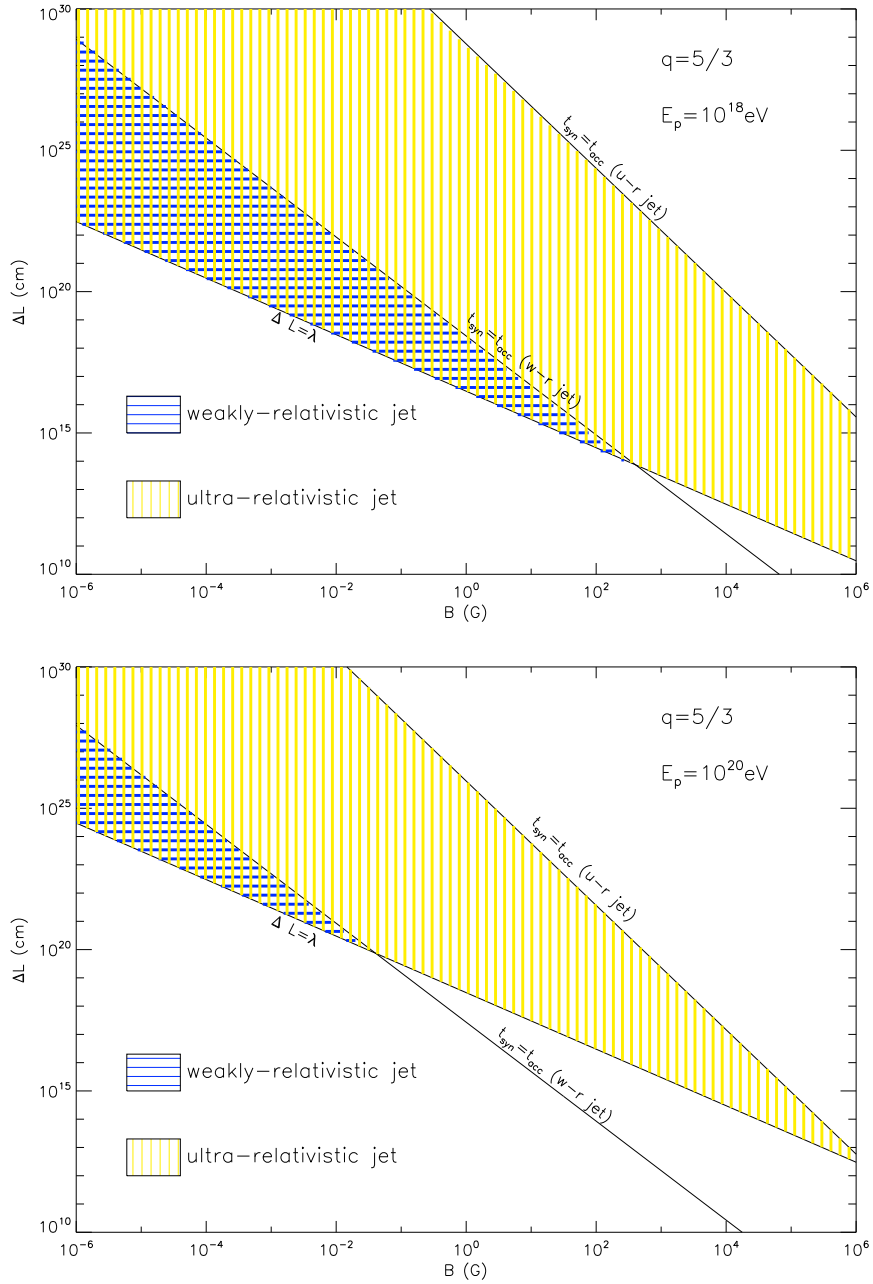 10^30
q=5/3
E_p=10^18eV
10^25
t_syn=t_acc (u-r jet)
ΔL (cm)
10^20
t_syn=t_acc (w-r jet)
Δ L=λ
weakly-relativistic jet
10^15
ultra-relativistic jet
10^10
10^-6 10^-4 10^-2 10^0 10^2 10^4 10^6
B (G)
10^30
q=5/3
E_p=10^20eV
10^25
t_syn=t_acc (u-r jet)
ΔL (cm)
10^20
Δ L=λ
t_syn=t_acc (w-r jet)
weakly-relativistic jet
10^15
ultra-relativistic jet
10^10
10^-6 10^-4 10^-2 10^0 10^2 10^4 10^6
B (G)